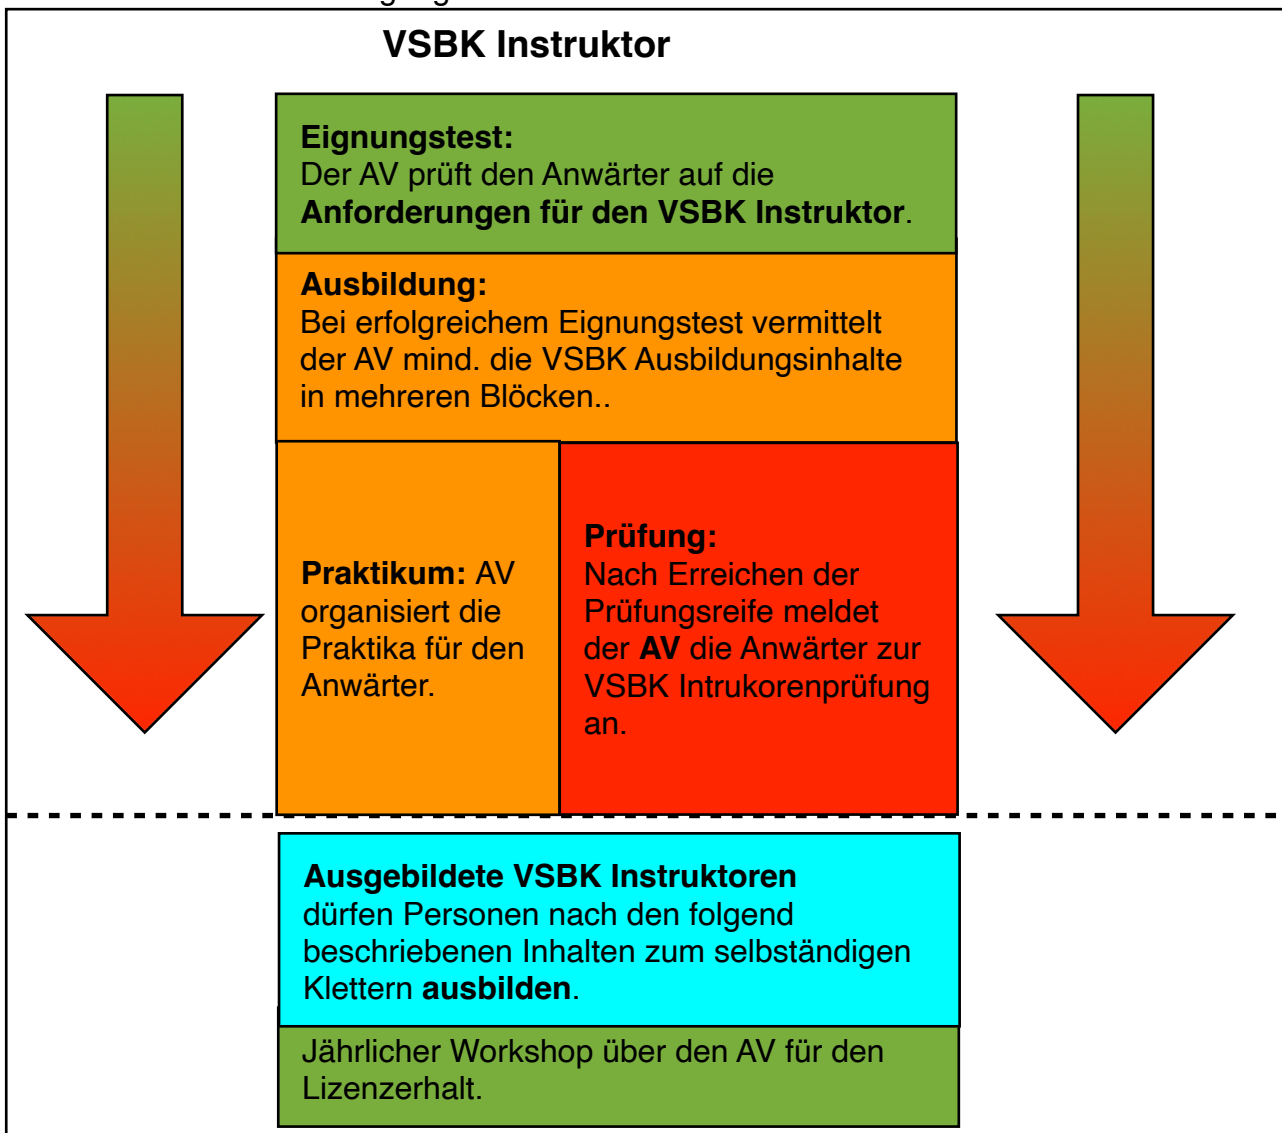 VSBK Instruktor
Eignungstest:
Der AV prüft den Anwärter auf die
Anforderungen für den VSBK Instruktor.
Ausbildung:
Bei erfolgreichem Eignungstest vermittelt
der AV mind. die VSBK Ausbildungsinhalte
in mehreren Blöcken..
Praktikum: AV
organisiert die
Praktika für den
Anwärter.
Prüfung:
Nach Erreichen der
Prüfungsreife meldet
der AV die Anwärter zur
VSBK Intrukorenprüfung
an.
Ausgebildete VSBK Instruktoren
dürfen Personen nach den folgend
beschriebenen Inhalten zum selbständigen
Klettern ausbilden.
Jährlicher Workshop über den AV für den
Lizenzerhalt.